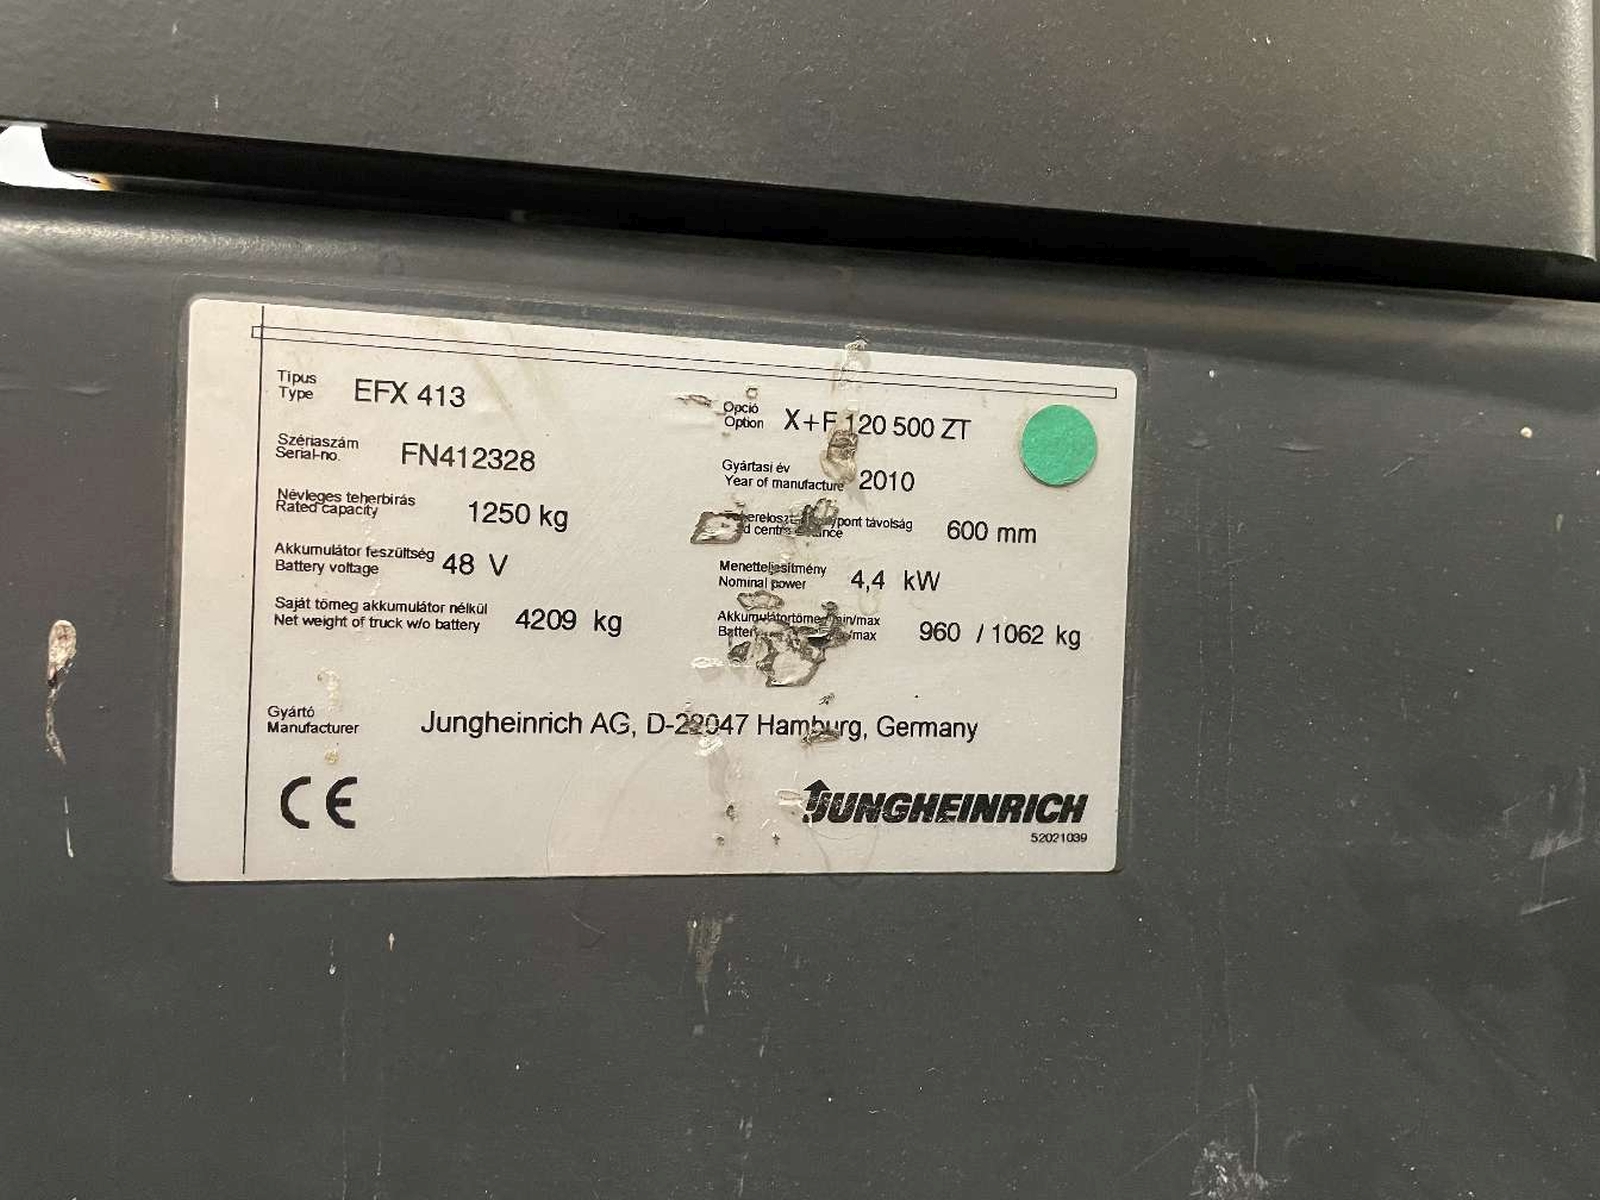 Típus
Type
EFX 413
Opció
Option
X+F 120 500 ZT
Szériaszám
Serial-no.
FN412328
Gyártasi év
Year of manufacture
2010
Névleges teherbírás
Rated capacity
1250 kg
távolság
600 mm
Akkumulátor feszültség
Battery voltage
48 V
Menetteljesítmény
Nominal power
4,4 kW
Saját tömeg akkumulátor nélkül
Net weight of truck w/o battery
4209 kg
960 / 1062 kg
Gyártó
Manufacturer
Jungheinrich AG, D-22047 Hamburg, Germany
CE
JUNGHEINRICH
52021039